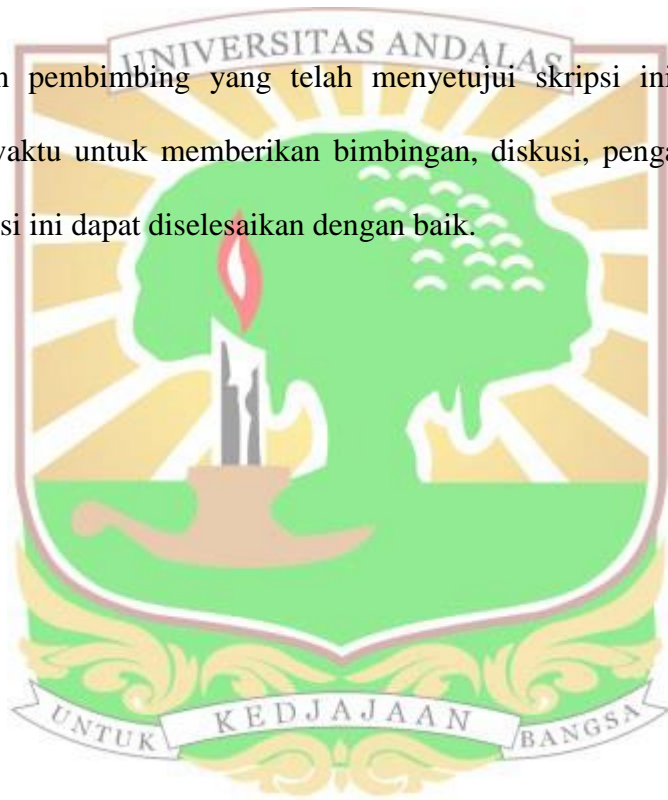 UNIVERSITAS ANDALAS
pembimbing yang telah menyetujui skripsi ini
waktu untuk memberikan bimbingan, diskusi,
si ini dapat diselesaikan dengan baik.
UNTUK KEDJAJAAN BANGSA